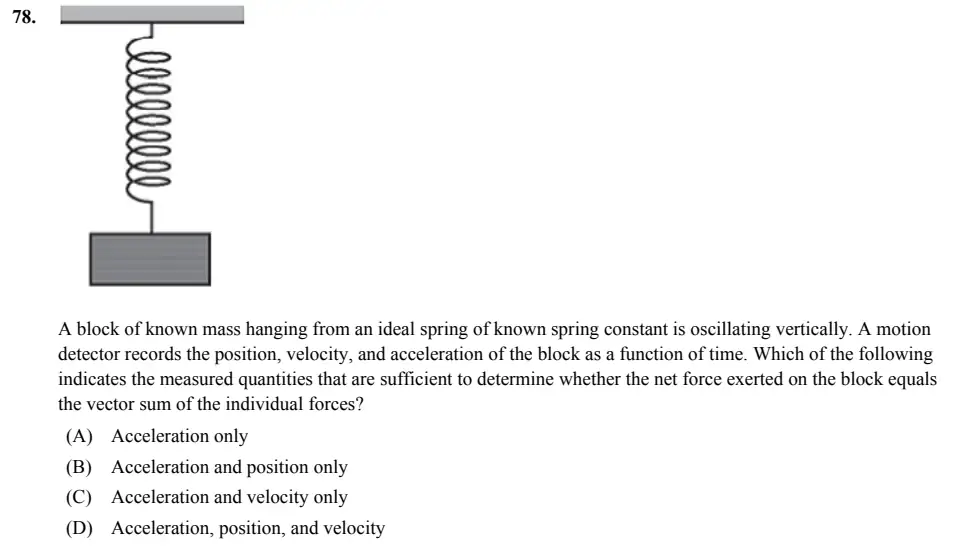 78.
A block of known mass hanging from an ideal spring of known spring constant is oscillating vertically. A motion
detector records the position, velocity, and acceleration of the block as a function of time. Which of the following
indicates the measured quantities that are sufficient to determine whether the net force exerted on the block equals
the vector sum of the individual forces?
(A) Acceleration only
(B) Acceleration and position only
(C) Acceleration and velocity only
(D) Acceleration, position, and velocity